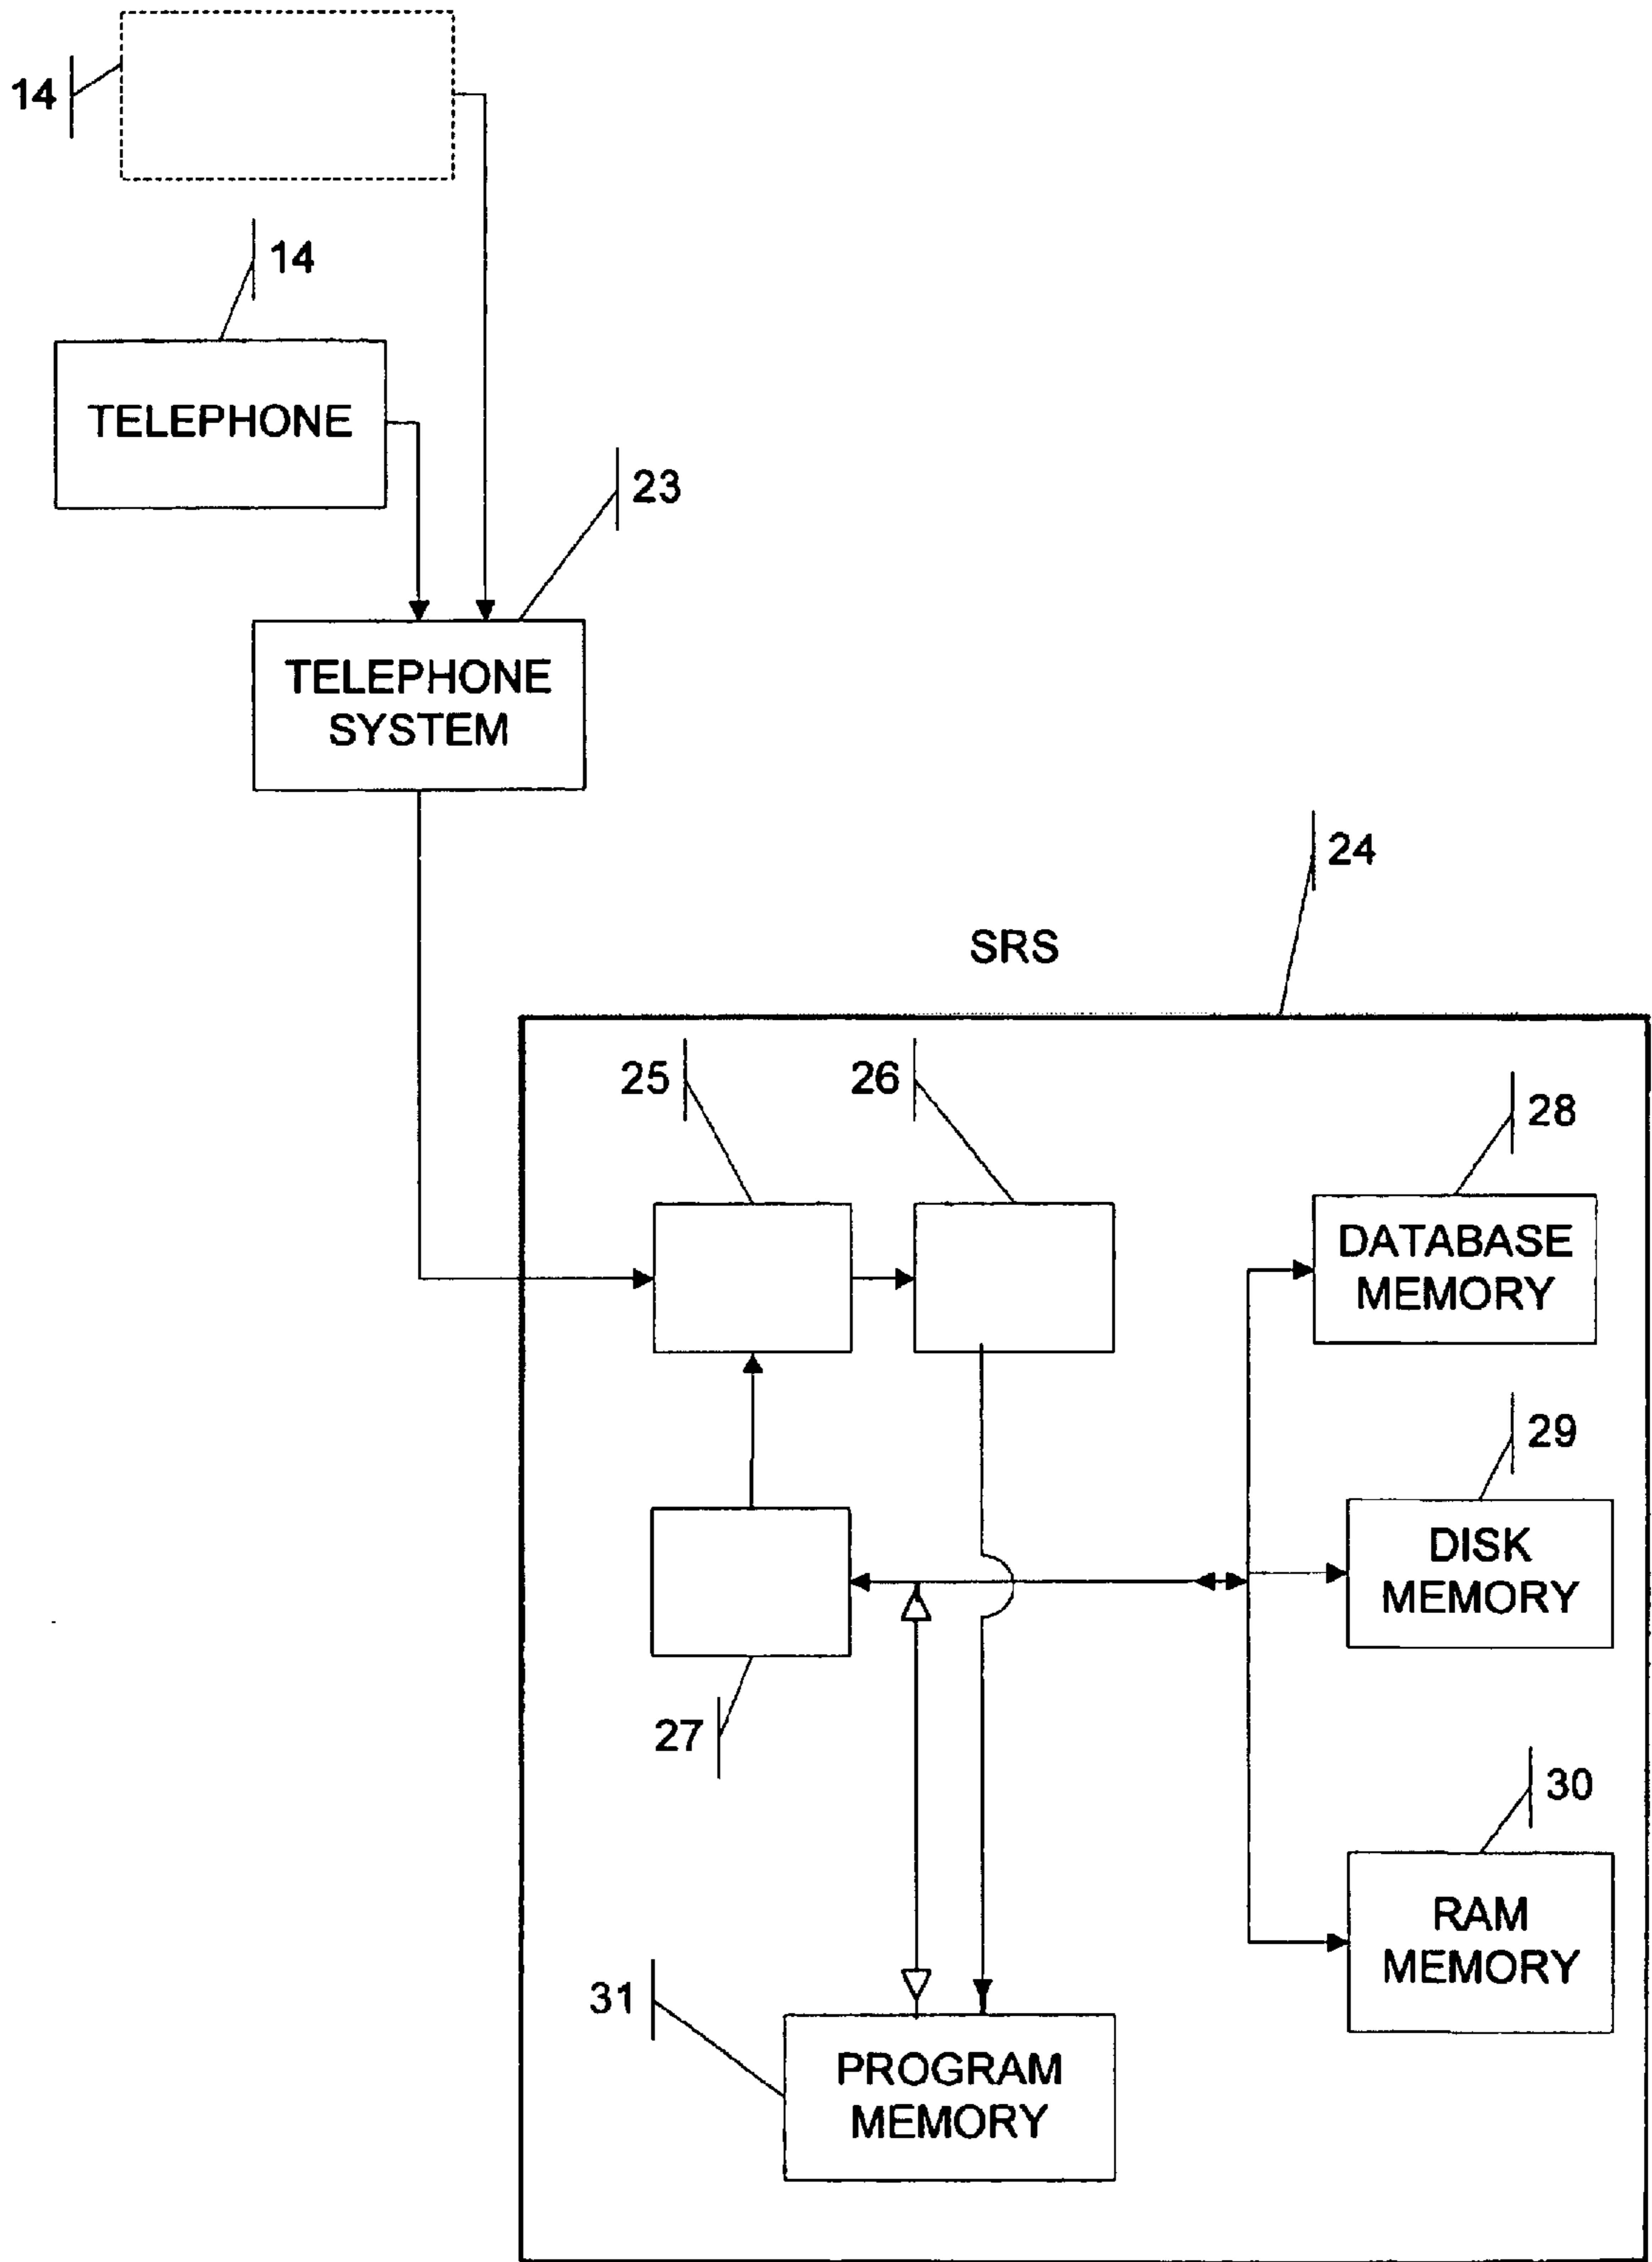 14
14
TELEPHONE
23
TELEPHONE
SYSTEM
24
SRS
25
26
28
DATABASE
MEMORY
29
DISK
MEMORY
27
30
RAM
MEMORY
31
PROGRAM
MEMORY